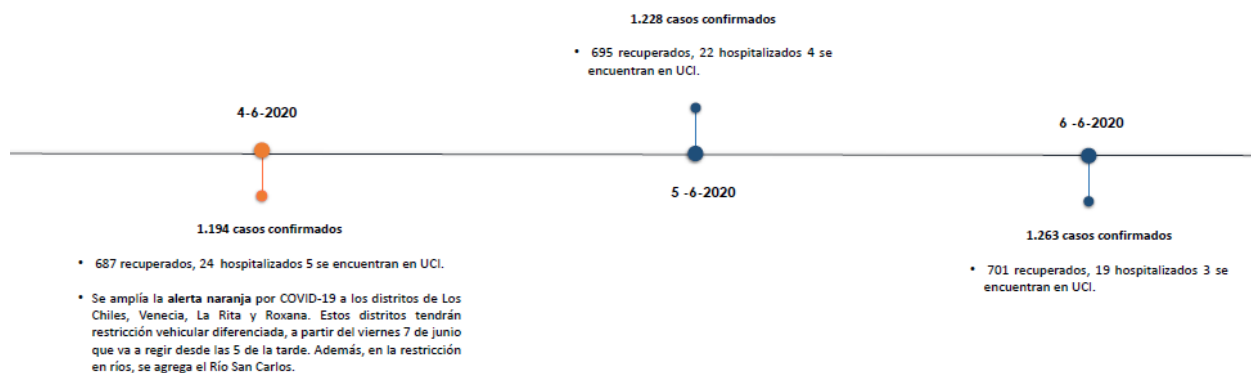 4-6-2020
1.194 casos confirmados
• 687 recuperados, 24 hospitalizados 5 se encuentran en UCI.
• Se amplía la alerta naranja por COVID-19 a los distritos de Los
Chiles, Venecia, La Rita y Roxana. Estos distritos tendrán
restricción vehicular diferenciada, a partir del viernes 7 de junio
que va a regir desde las 5 de la tarde. Además, en la restricción
en ríos, se agrega el Río San Carlos.
1.228 casos confirmados
• 695 recuperados, 22 hospitalizados 4 se
encuentran en UCI.
5 -6-2020
6 -6-2020
1.263 casos confirmados
• 701 recuperados, 19 hospitalizados 3 se
encuentran en UCI.